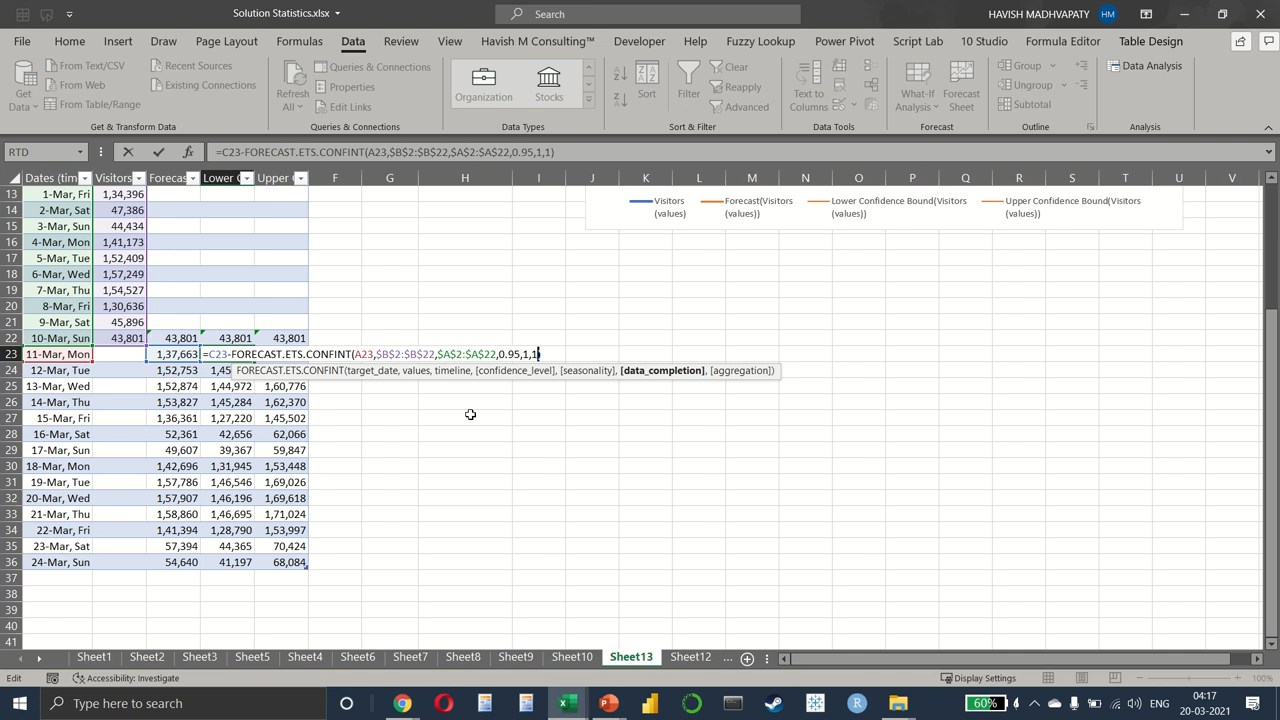 Solution Statistics.xlsx
Search
HAVISH MADHVAPATY HM
File Home Insert Draw Page Layout Formulas Data Review View Havish M Consulting™ Developer Help Fuzzy Lookup Power Pivot Script Lab 10 Studio Formula Editor Table Design
Get Data
From Text/CSV
From Web
From Table/Range
Recent Sources
Existing Connections
Get & Transform Data
Refresh All
Queries & Connections
Properties
Edit Links
Queries & Connections
Organization Stocks
Data Types
Sort
Filter
Clear
Reapply
Advanced
Sort & Filter
Text to Columns
Data Tools
What-If Analysis
Forecast Sheet
Forecast
Group
Ungroup
Subtotal
Outline
Data Analysis
Analysis
RTD fx =C23-FORECAST.ETS.CONFINT(A23,$B$2:$B$22,$A$2:$A$22,0.95,1,1)
Dates (tim Visitors Forecas Lower C Upper F G H I J K L M N O P Q R S T U V
13 1-Mar, Fri 1,34,396
14 2-Mar, Sat 47,386
15 3-Mar, Sun 44,434
16 4-Mar, Mon 1,41,173
17 5-Mar, Tue 1,52,409
18 6-Mar, Wed 1,57,249
19 7-Mar, Thu 1,54,527
20 8-Mar, Fri 1,30,636
21 9-Mar, Sat 45,896
22 10-Mar, Sun 43,801 43,801 43,801 43,801
23 11-Mar, Mon 1,37,663 =C23-FORECAST.ETS.CONFINT(A23,$B$2:$B$22,$A$2:$A$22,0.95,1,1
24 12-Mar, Tue 1,52,753 1,45
FORECAST.ETS.CONFINT(target_date, values, timeline, [confidence_level], [seasonality], [data_completion], [aggregation])
25 13-Mar, Wed 1,52,874 1,44,972 1,60,776
26 14-Mar, Thu 1,53,827 1,45,284 1,62,370
27 15-Mar, Fri 1,36,361 1,27,220 1,45,502
28 16-Mar, Sat 52,361 42,656 62,066
29 17-Mar, Sun 49,607 39,367 59,847
30 18-Mar, Mon 1,42,696 1,31,945 1,53,448
31 19-Mar, Tue 1,57,786 1,46,546 1,69,026
32 20-Mar, Wed 1,57,907 1,46,196 1,69,618
33 21-Mar, Thu 1,58,860 1,46,695 1,71,024
34 22-Mar, Fri 1,41,394 1,28,790 1,53,997
35 23-Mar, Sat 57,394 44,365 70,424
36 24-Mar, Sun 54,640 41,197 68,084
37
38
39
40
41
Visitors (values)
Forecast(Visitors (values))
Lower Confidence Bound(Visitors (values))
Upper Confidence Bound(Visitors (values))
Sheet1 Sheet2 Sheet3 Sheet5 Sheet4 Sheet6 Sheet7 Sheet8 Sheet9 Sheet10 Sheet13 Sheet12 ...
Edit Accessibility: Investigate Display Settings 100%
Type here to search
60%
ENG
04:17
20-03-2021